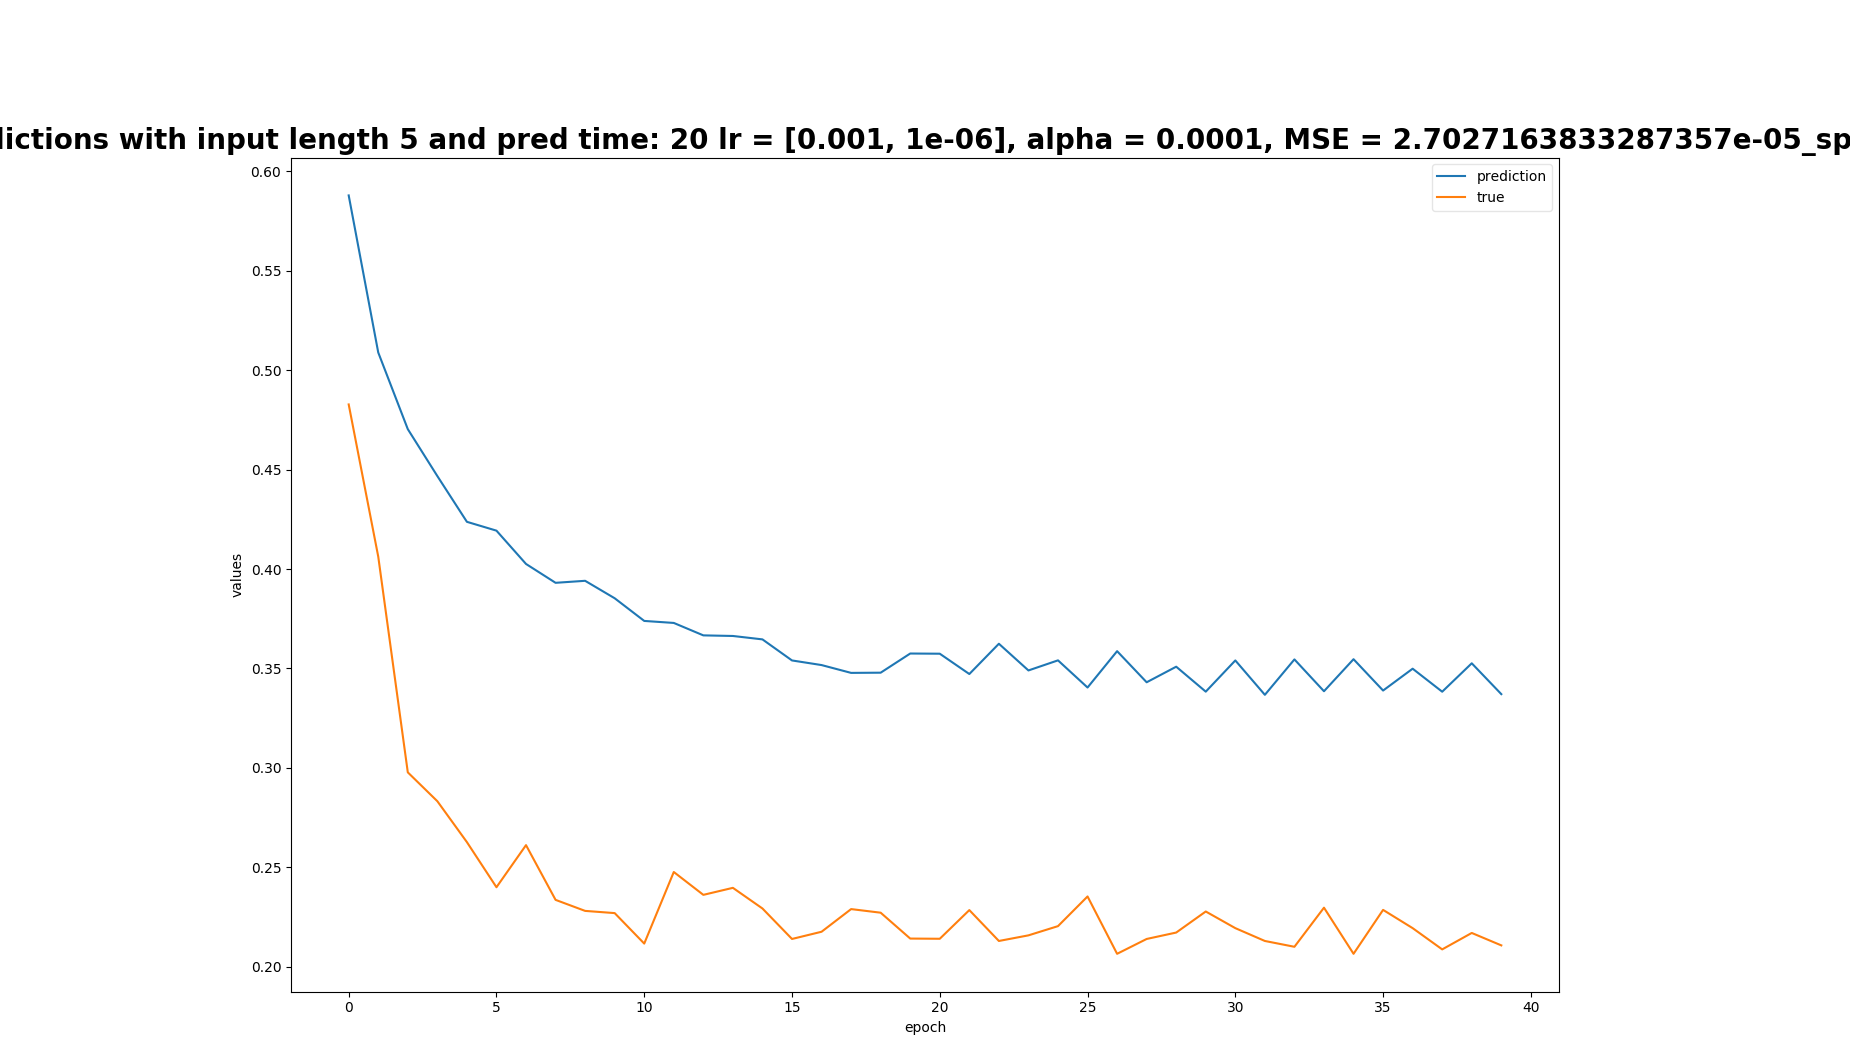 lictions with input length 5 and pred time: 20 lr = [0.001, 1e-06], alpha = 0.0001, MSE = 2.7027163833287357e-05_sp
prediction
true
0.60
0.55
0.50
0.45
0.40
0.35
0.30
0.25
0.20
values
0 5 10 15 20 25 30 35 40
epoch